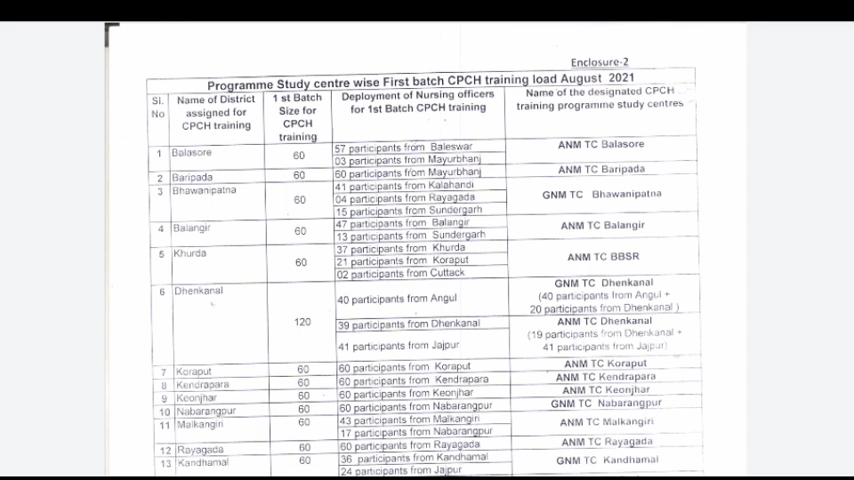 Enclosure-2
Programme Study centre wise First batch CPCH training load August 2021
Sl. No | Name of District assigned for CPCH training | 1 st Batch Size for CPCH training | Deployment of Nursing officers for 1st Batch CPCH training | Name of the designated CPCH training programme study centres
1 | Balasore | 60 | 57 participants from Baleswar | ANM TC Balasore
03 participants from Mayurbhanj
2 | Baripada | 60 | 60 participants from Mayurbhanj | ANM TC Baripada
3 | Bhawanipatna | 60 | 41 participants from Kalahandi | GNM TC Bhawanipatna
04 participants from Rayagada
15 participants from Sundergarh
4 | Balangir | 60 | 47 participants from Balangir | ANM TC Balangir
13 participants from Sundergarh
5 | Khurda | 60 | 37 participants from Khurda | ANM TC BBSR
21 participants from Koraput
02 participants from Cuttack
6 | Dhenkanal | 120 | 40 participants from Angul | GNM TC Dhenkanal
(40 participants from Angul +
20 participants from Dhenkanal )
39 participants from Dhenkanal | ANM TC Dhenkanal
(19 participants from Dhenkanal +
41 participants from Jajpur | 41 participants from Jajpur)
7 | Koraput | 60 | 60 participants from Koraput | ANM TC Koraput
8 | Kendrapara | 60 | 60 participants from Kendrapara | ANM TC Kendrapara
9 | Keonjhar | 60 | 60 participants from Keonjhar | ANM TC Keonjhar
10 | Nabarangpur | 60 | 60 participants from Nabarangpur | GNM TC Nabarangpur
11 | Malkangiri | 60 | 43 participants from Malkangiri | ANM TC Malkangiri
17 participants from Nabarangpur
12 | Rayagada | 60 | 60 participants from Rayagada | ANM TC Rayagada
13 | Kandhamal | 60 | 36 participants from Kandhamal | GNM TC Kandhamal
24 participants from Jajpur